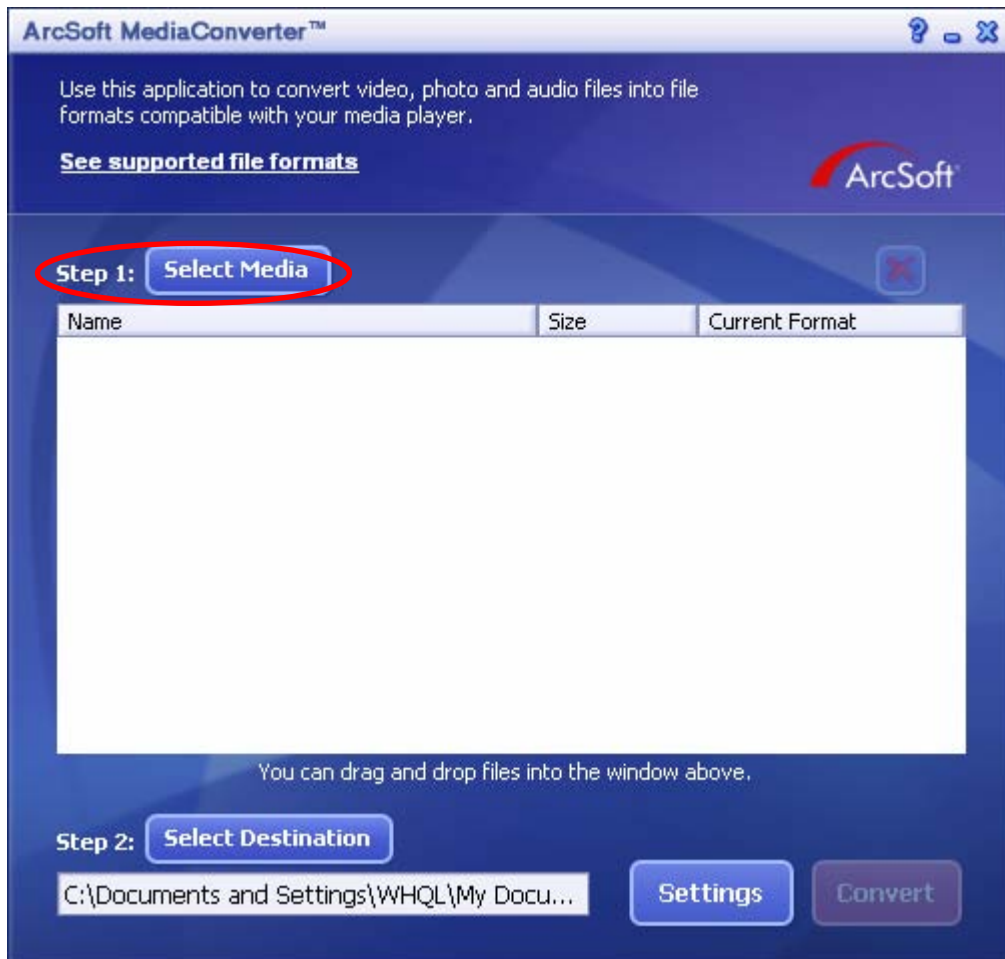 ArcSoft MediaConverter™
Use this application to convert video, photo and audio files into file
formats compatible with your media player.
See supported file formats
ArcSoft
Step 1: Select Media
Name Size Current Format
You can drag and drop files into the window above.
Step 2: Select Destination
C:\Documents and Settings\WHQL\My Docu...
Settings Convert